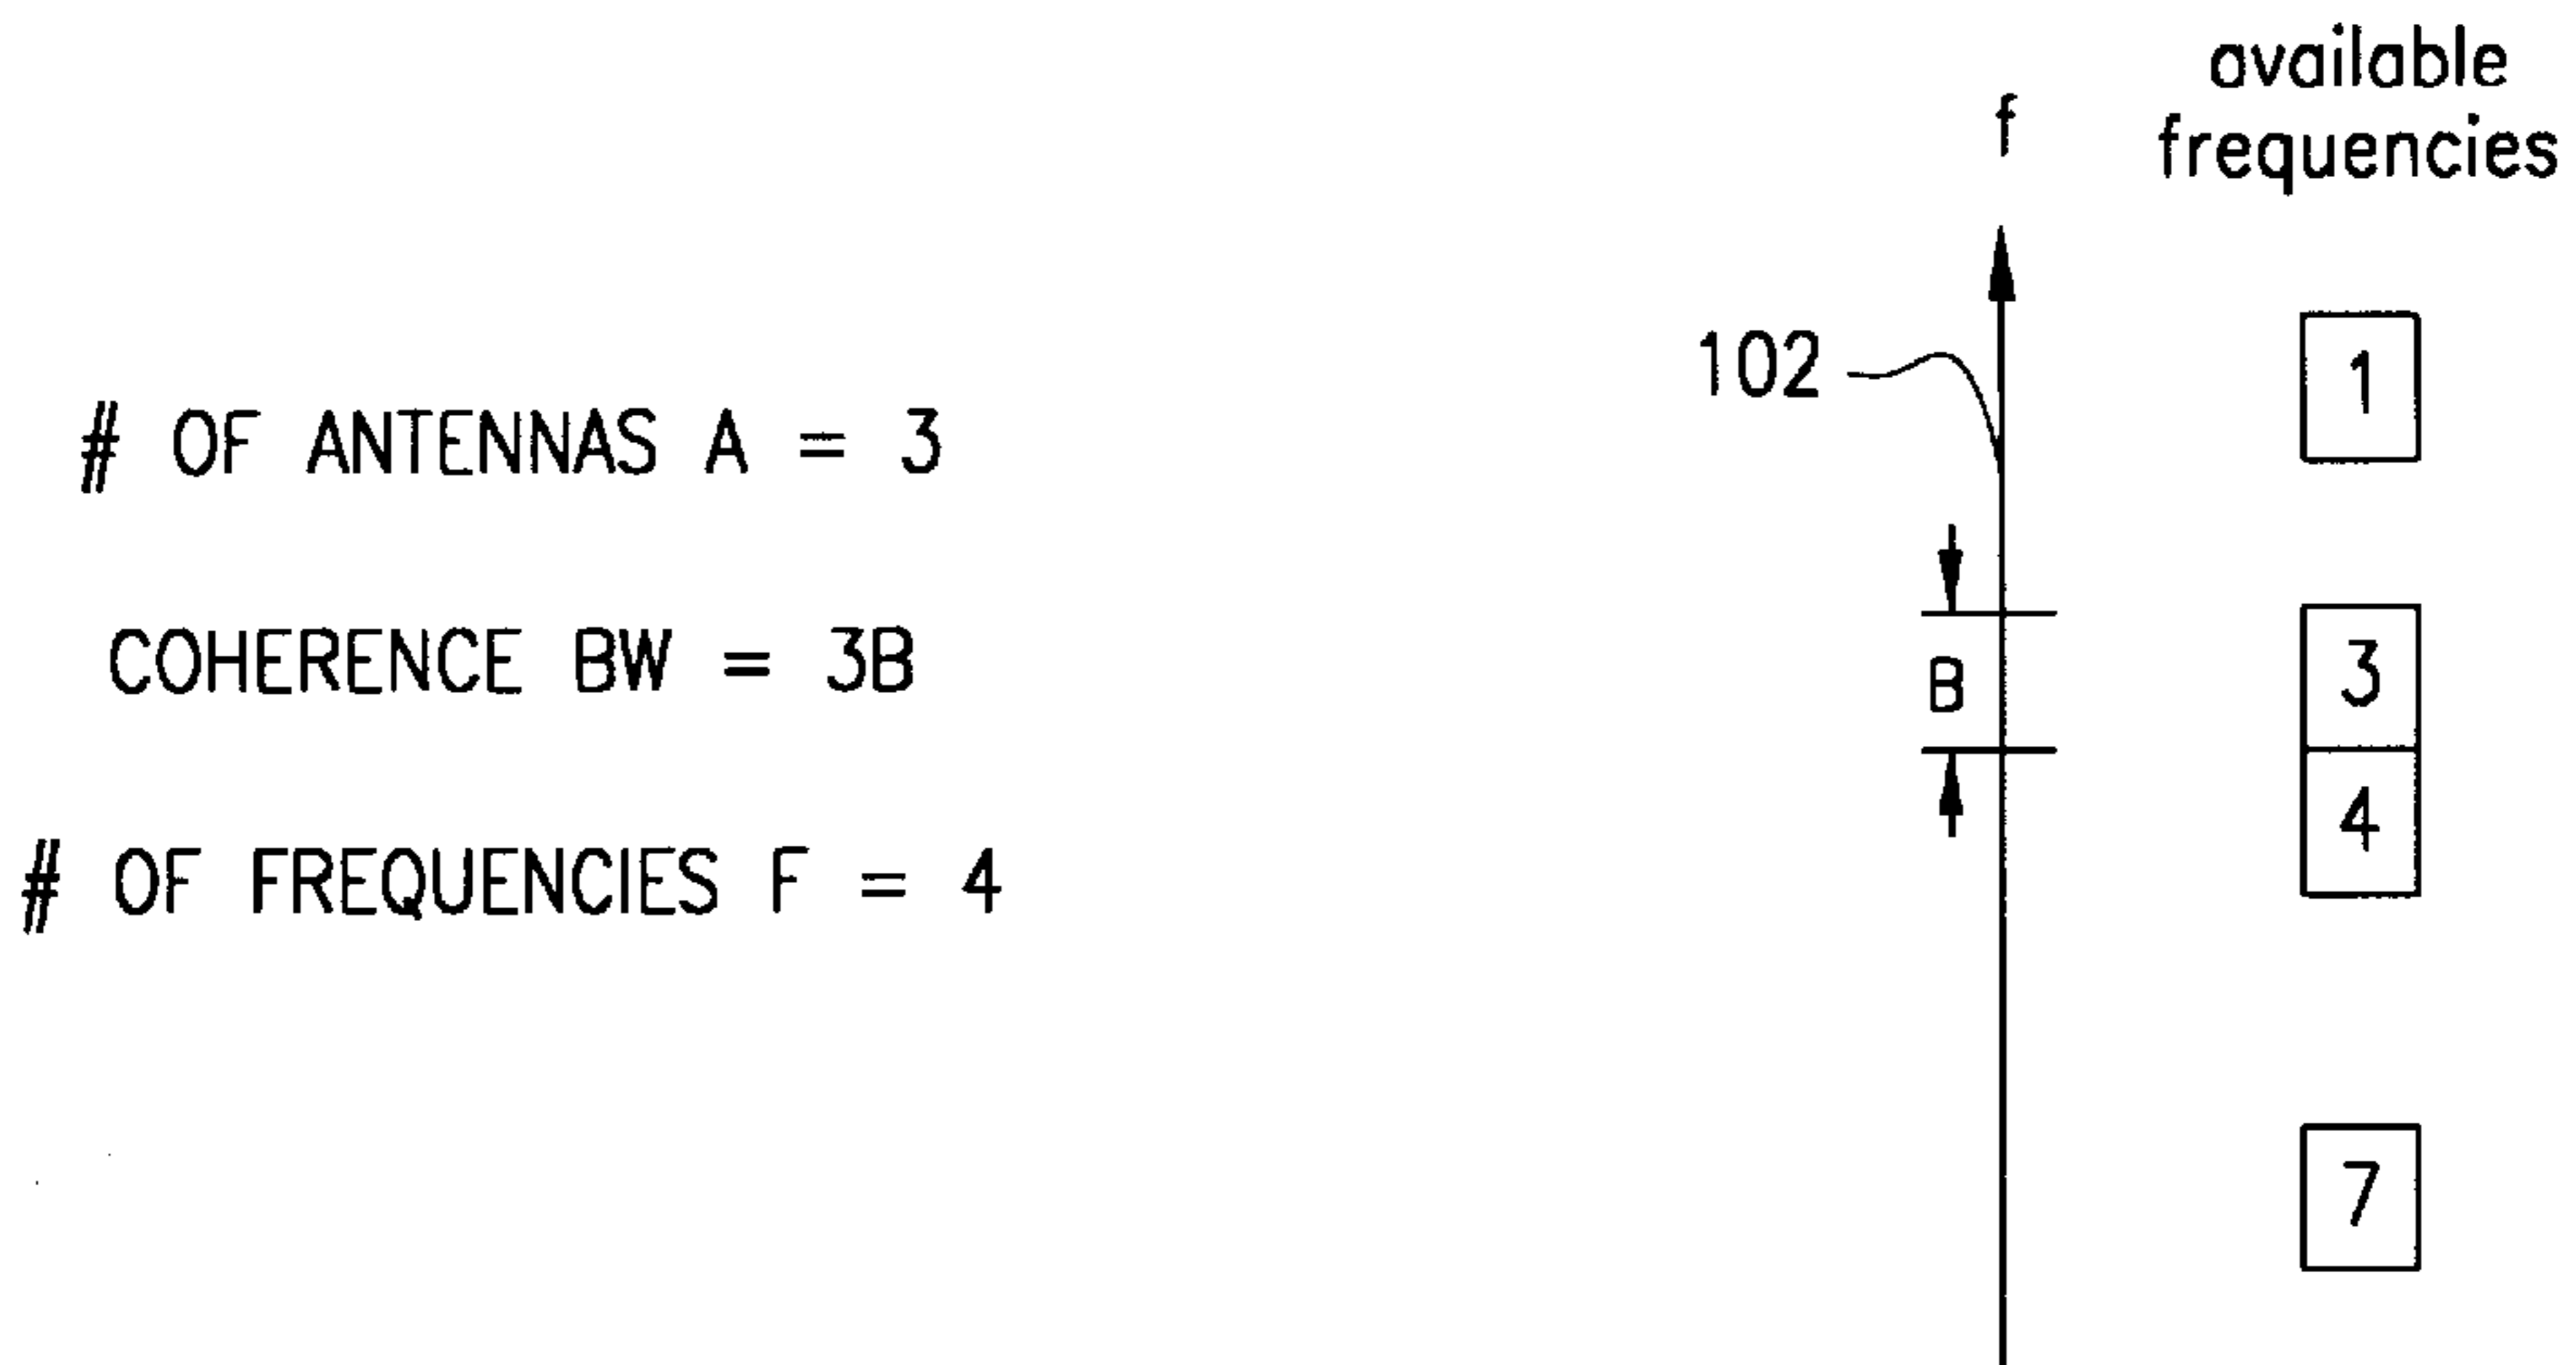 # OF ANTENNAS A = 3
COHERENCE BW = 3B
# OF FREQUENCIES F = 4
f
102
B
available
frequencies
1
3
4
7